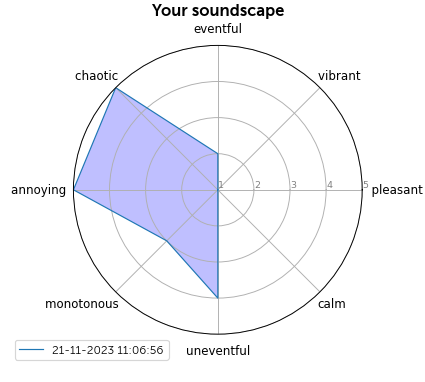 Your soundscape
eventful
chaotic
vibrant
annoying
1 2 3 4 5
pleasant
monotonous
calm
uneventful
21-11-2023 11:06:56